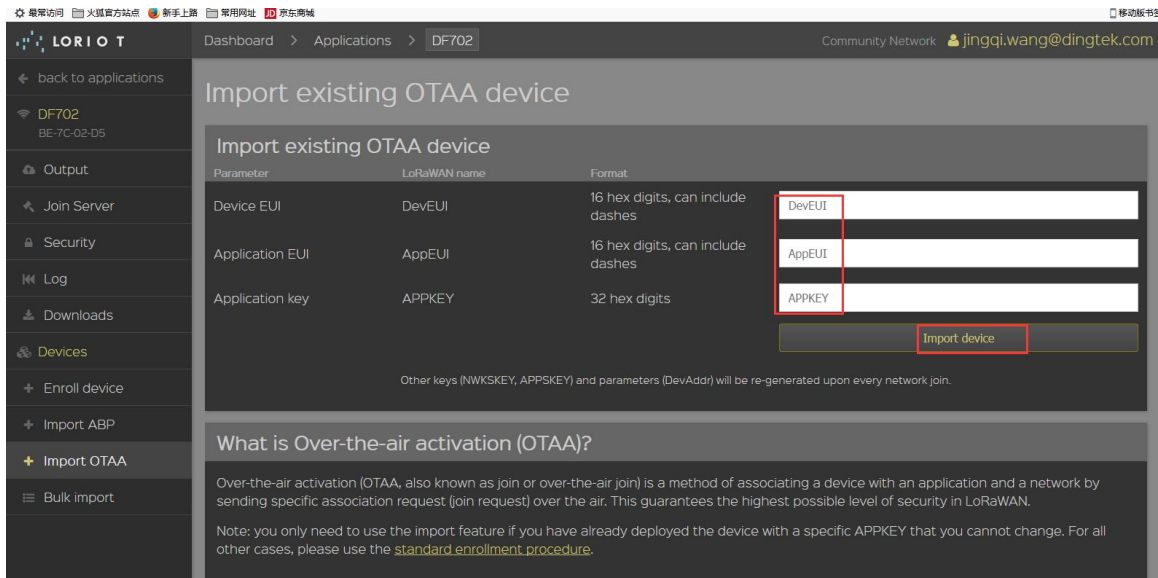 最常访问 火狐官方站点 新手上路 常用网址 JD 京东商城 移动版书签
LORIOT
Dashboard > Applications > DF702
Community Network jingqi.wang@dingtek.com
back to applications
DF702
BE-7C-02-D5
Output
Join Server
Security
Log
Downloads
Devices
+ Enroll device
+ Import ABP
+ Import OTAA
Bulk import
Import existing OTAA device
Import existing OTAA device
Parameter LoRaWAN name Format
Device EUI DevEUI 16 hex digits, can include
dashes
DevEUI
Application EUI AppEUI 16 hex digits, can include
dashes
AppEUI
Application key APPKEY 32 hex digits APPKEY
Import device
Other keys (NWKSKEY, APPSKEY) and parameters (DevAddr) will be re-generated upon every network join.
What is Over-the-air activation (OTAA)?
Over-the-air activation (OTAA, also known as join or over-the-air join) is a method of associating a device with an application and a network by
sending specific association request (join request) over the air. This guarantees the highest possible level of security in LoRaWAN.
Note: you only need to use the import feature if you have already deployed the device with a specific APPKEY that you cannot change. For all
other cases, please use the standard enrollment procedure.